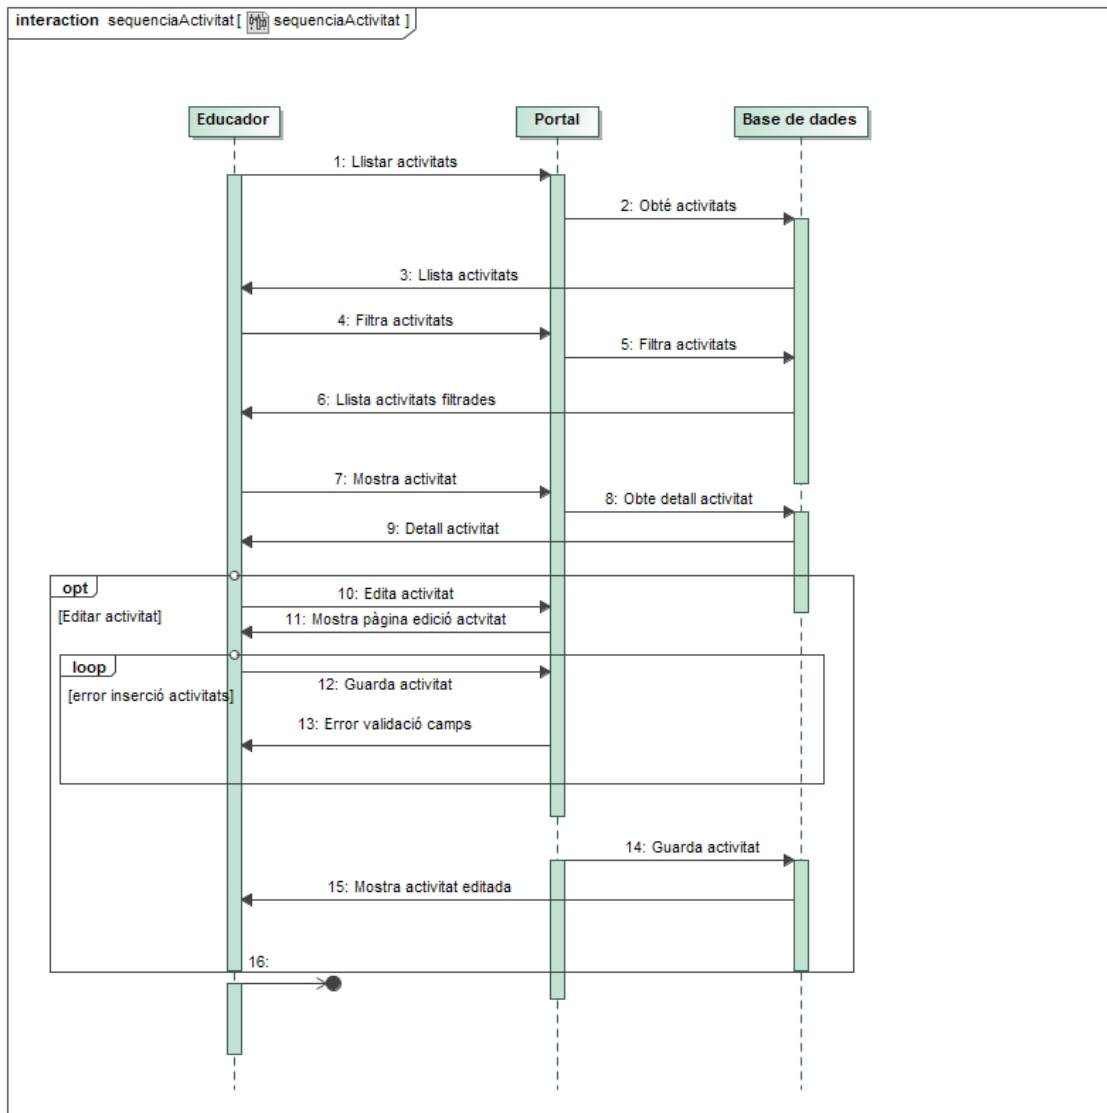 interaction sequenciaActivitat[ sequenciaActivitat ]
Educador
Portal
Base de dades
1: Llistar activitats
2: Obté activitats
3: Llista activitats
4: Filtra activitats
5: Filtra activitats
6: Llista activitats filtrades
7: Mostra activitat
8: Obte detall activitat
9: Detall activitat
opt
[Editar activitat]
10: Edita activitat
11: Mostra pàgina edició actvitat
loop
[error inserció activitats]
12: Guarda activitat
13: Error validació camps
14: Guarda activitat
15: Mostra activitat editada
16: